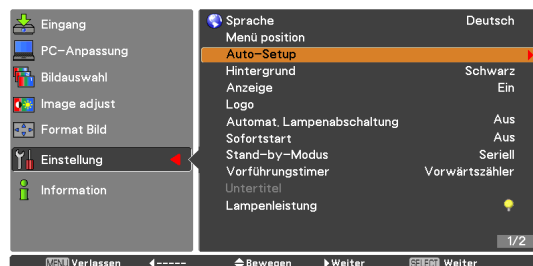 Eingang
PC-Anpassung
Bildauswahl
Image adjust
Format Bild
Einstellung
Information
Sprache Deutsch
Menü position
Auto-Setup
Hintergrund Schwarz
Anzeige Ein
Logo
Automat. Lampenabschaltung Aus
Sofortstart Aus
Stand-by-Modus Seriell
Vorführungstimer Vorwärtszähler
Untertitel
Lampenleistung
1/2
MENU Verlassen ◀----- Bewegen ▶Weiter SELECT Weiter